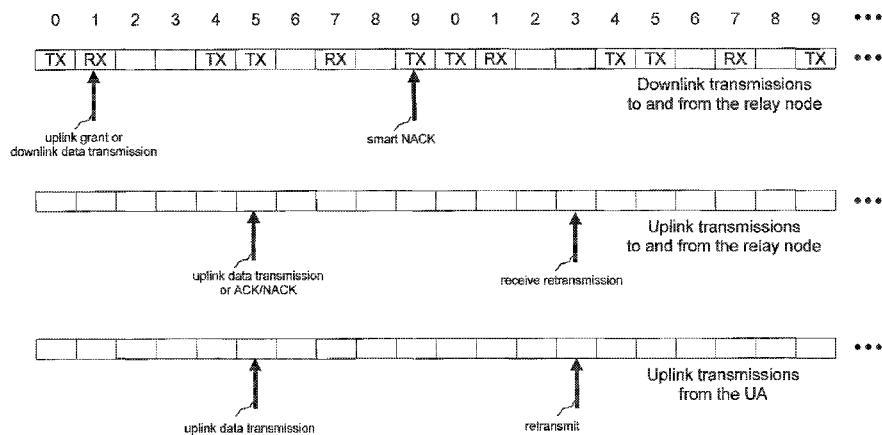 0 1 2 3 4 5 6 7 8 9 0 1 2 3 4 5 6 7 8 9 •••
TX RX TX TX RX TX TX RX TX TX RX TX •••
Downlink transmissions
to and from the relay node
uplink grant or
downlink data transmission
smart NACK
•••
Uplink transmissions
to and from the relay node
uplink data transmission
or ACK/NACK
receive retransmission
•••
Uplink transmissions
from the UA
uplink data transmission
retransmit